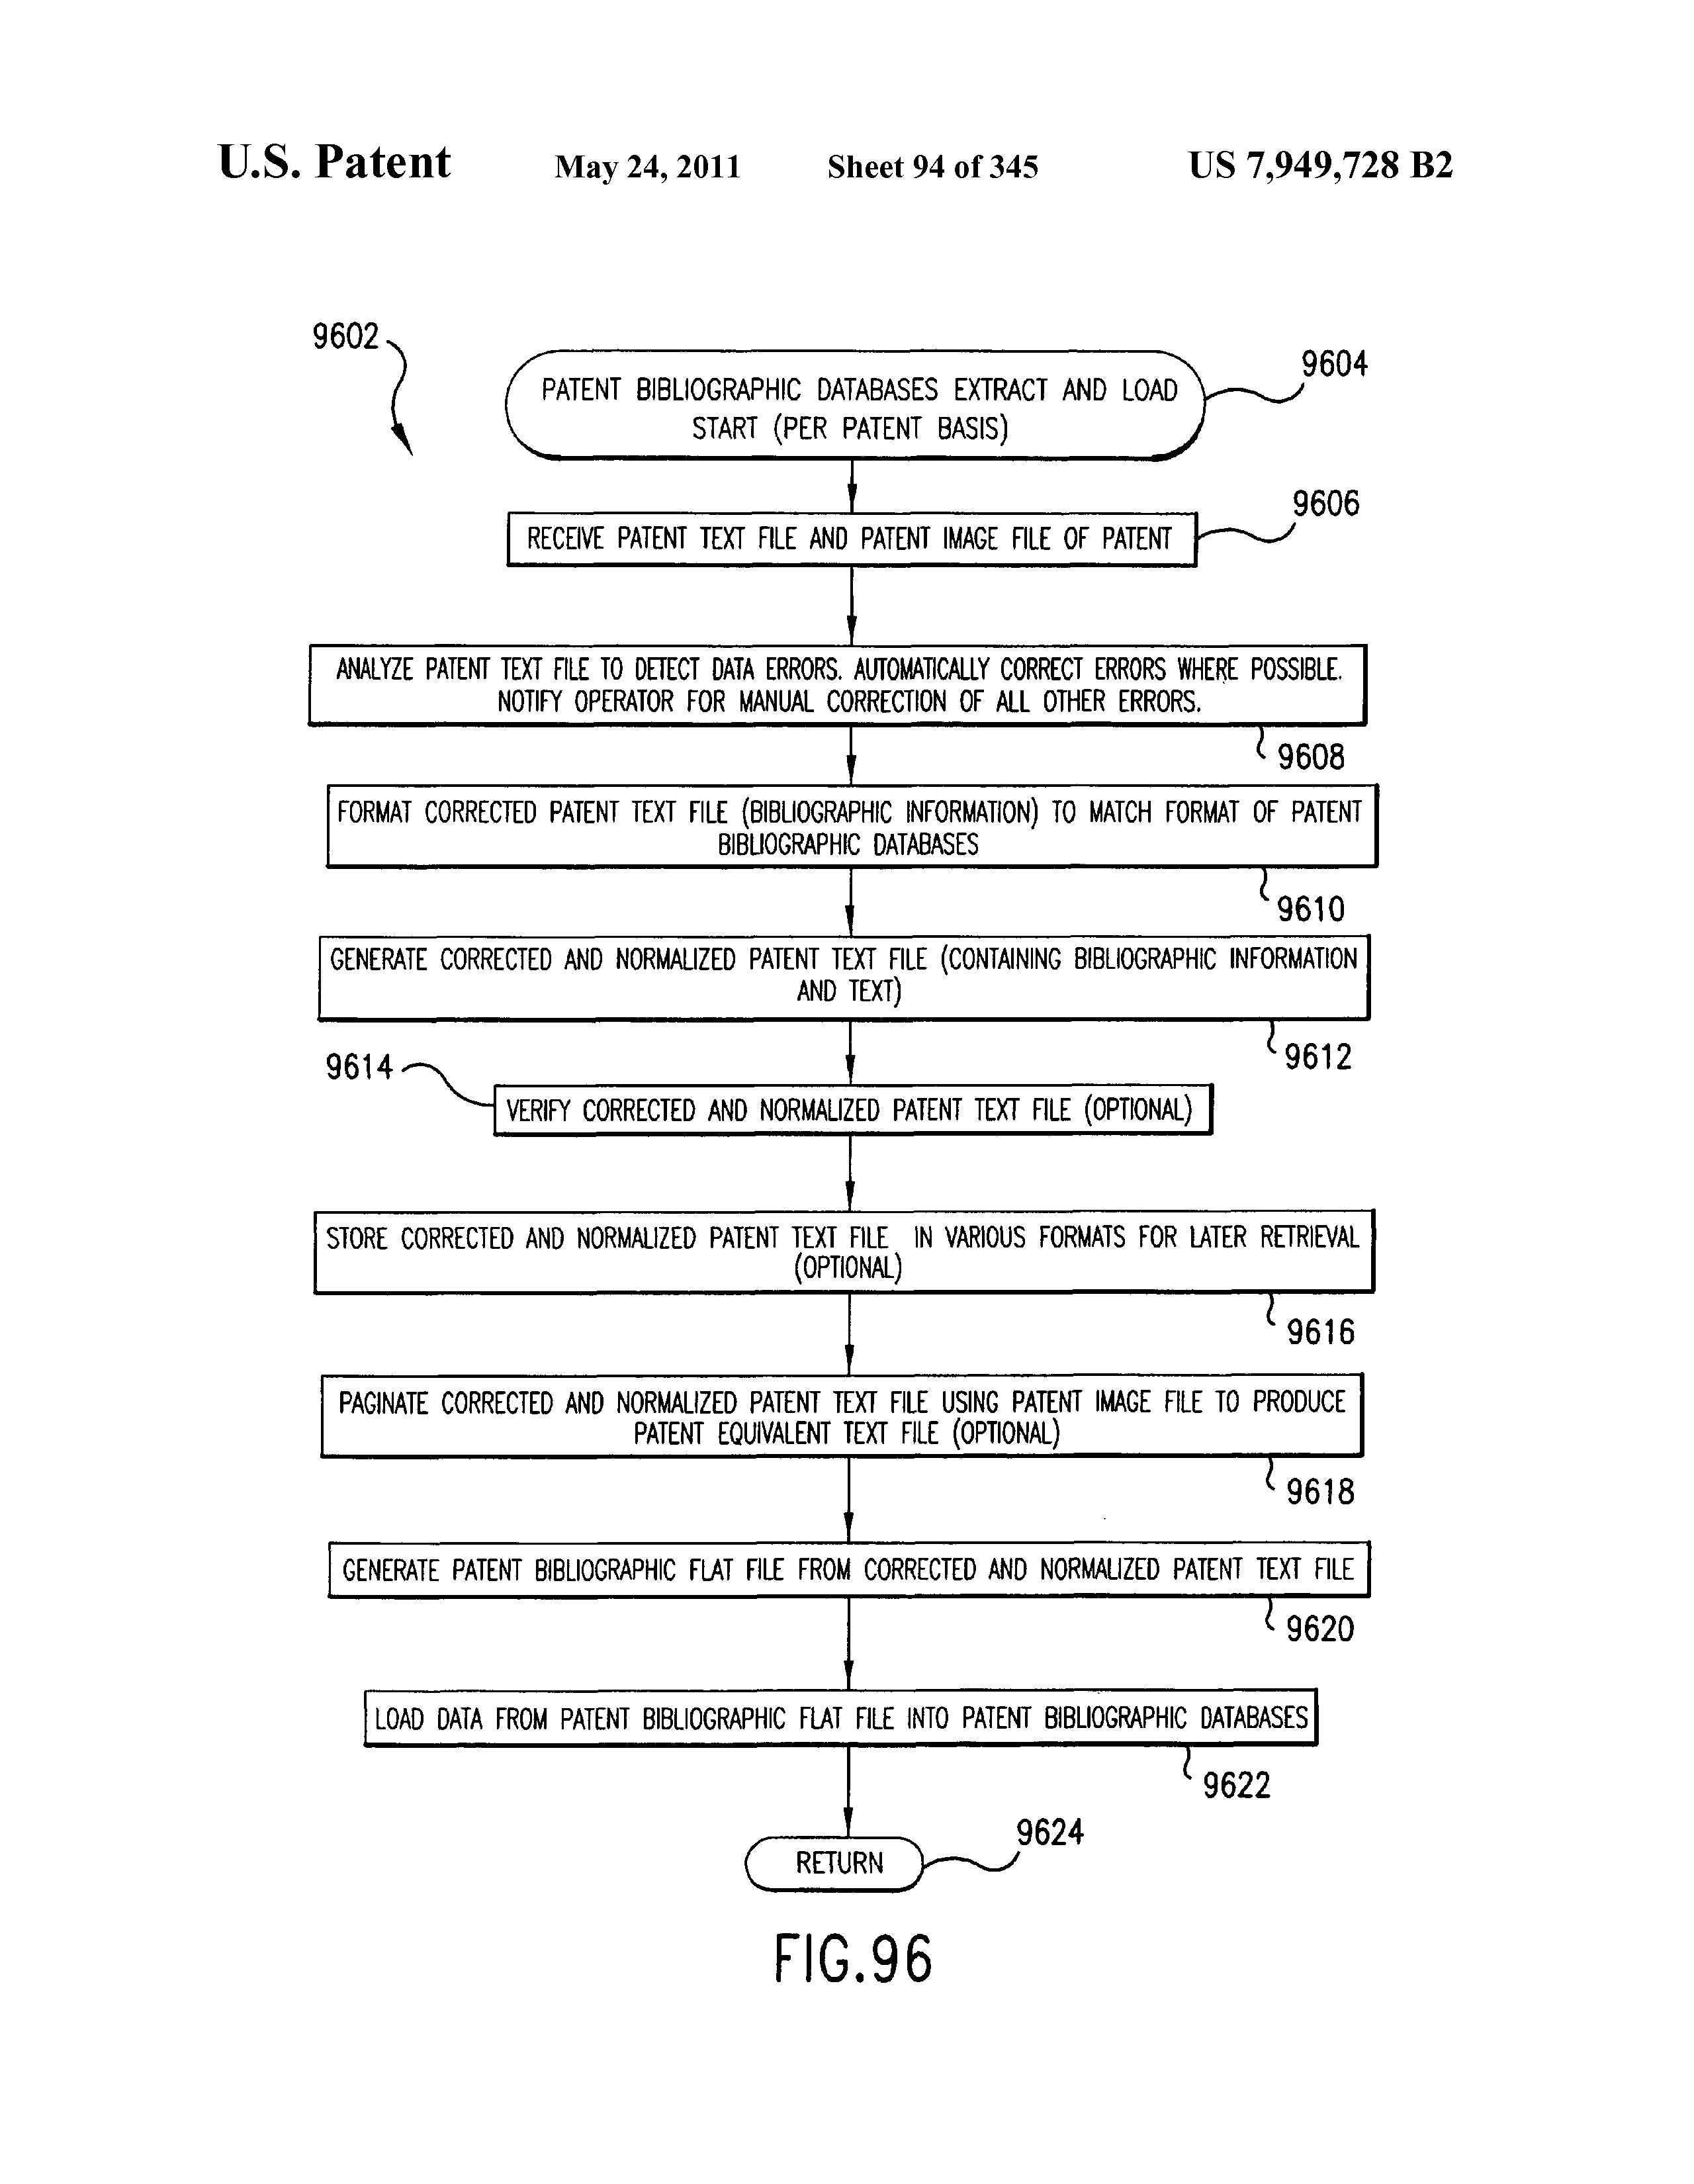 U.S. Patent May 24, 2011 Sheet 94 of 345 US 7,949,728 B2
9602
9604
PATENT BIBLIOGRAPHIC DATABASES EXTRACT AND LOAD
START (PER PATENT BASIS)
9606
RECEIVE PATENT TEXT FILE AND PATENT IMAGE FILE OF PATENT
ANALYZE PATENT TEXT FILE TO DETECT DATA ERRORS. AUTOMATICALLY CORRECT ERRORS WHERE POSSIBLE.
NOTIFY OPERATOR FOR MANUAL CORRECTION OF ALL OTHER ERRORS.
9608
FORMAT CORRECTED PATENT TEXT FILE (BIBLIOGRAPHIC INFORMATION) TO MATCH FORMAT OF PATENT
BIBLIOGRAPHIC DATABASES
9610
GENERATE CORRECTED AND NORMALIZED PATENT TEXT FILE (CONTAINING BIBLIOGRAPHIC INFORMATION
AND TEXT)
9612
9614
VERIFY CORRECTED AND NORMALIZED PATENT TEXT FILE (OPTIONAL)
STORE CORRECTED AND NORMALIZED PATENT TEXT FILE IN VARIOUS FORMATS FOR LATER RETRIEVAL
(OPTIONAL)
9616
PAGINATE CORRECTED AND NORMALIZED PATENT TEXT FILE USING PATENT IMAGE FILE TO PRODUCE
PATENT EQUIVALENT TEXT FILE (OPTIONAL)
9618
GENERATE PATENT BIBLIOGRAPHIC FLAT FILE FROM CORRECTED AND NORMALIZED PATENT TEXT FILE
9620
LOAD DATA FROM PATENT BIBLIOGRAPHIC FLAT FILE INTO PATENT BIBLIOGRAPHIC DATABASES
9622
9624
RETURN
FIG.96